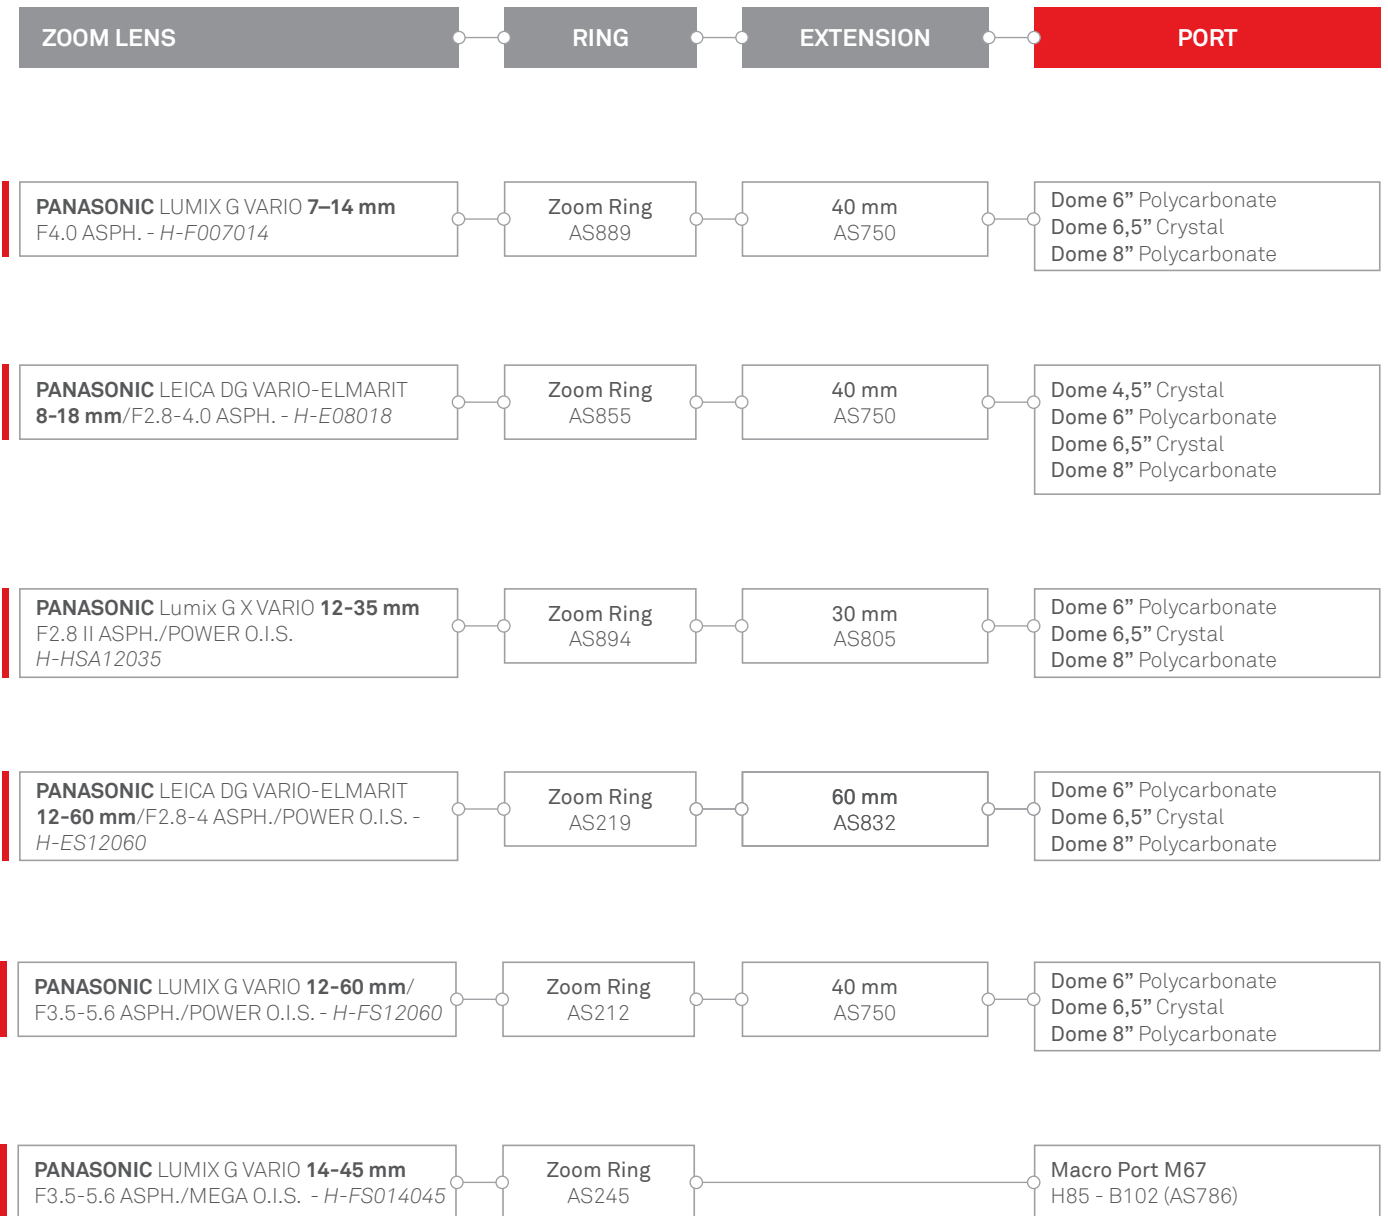 ZOOM LENS
RING
EXTENSION
PORT
PANASONIC LUMIX G VARIO 7–14 mm
F4.0 ASPH. - H-F007014
Zoom Ring
AS889
40 mm
AS750
Dome 6” Polycarbonate
Dome 6,5” Crystal
Dome 8” Polycarbonate
PANASONIC LEICA DG VARIO-ELMARIT
8-18 mm/F2.8-4.0 ASPH. - H-E08018
Zoom Ring
AS855
40 mm
AS750
Dome 4,5” Crystal
Dome 6” Polycarbonate
Dome 6,5” Crystal
Dome 8” Polycarbonate
PANASONIC Lumix G X VARIO 12-35 mm
F2.8 II ASPH./POWER O.I.S.
H-HSA12035
Zoom Ring
AS894
30 mm
AS805
Dome 6” Polycarbonate
Dome 6,5” Crystal
Dome 8” Polycarbonate
PANASONIC LEICA DG VARIO-ELMARIT
12-60 mm/F2.8-4 ASPH./POWER O.I.S. -
H-ES12060
Zoom Ring
AS219
60 mm
AS832
Dome 6” Polycarbonate
Dome 6,5” Crystal
Dome 8” Polycarbonate
PANASONIC LUMIX G VARIO 12-60 mm/
F3.5-5.6 ASPH./POWER O.I.S. - H-FS12060
Zoom Ring
AS212
40 mm
AS750
Dome 6” Polycarbonate
Dome 6,5” Crystal
Dome 8” Polycarbonate
PANASONIC LUMIX G VARIO 14-45 mm
F3.5-5.6 ASPH./MEGA O.I.S. - H-FS014045
Zoom Ring
AS245
Macro Port M67
H85 - B102 (AS786)